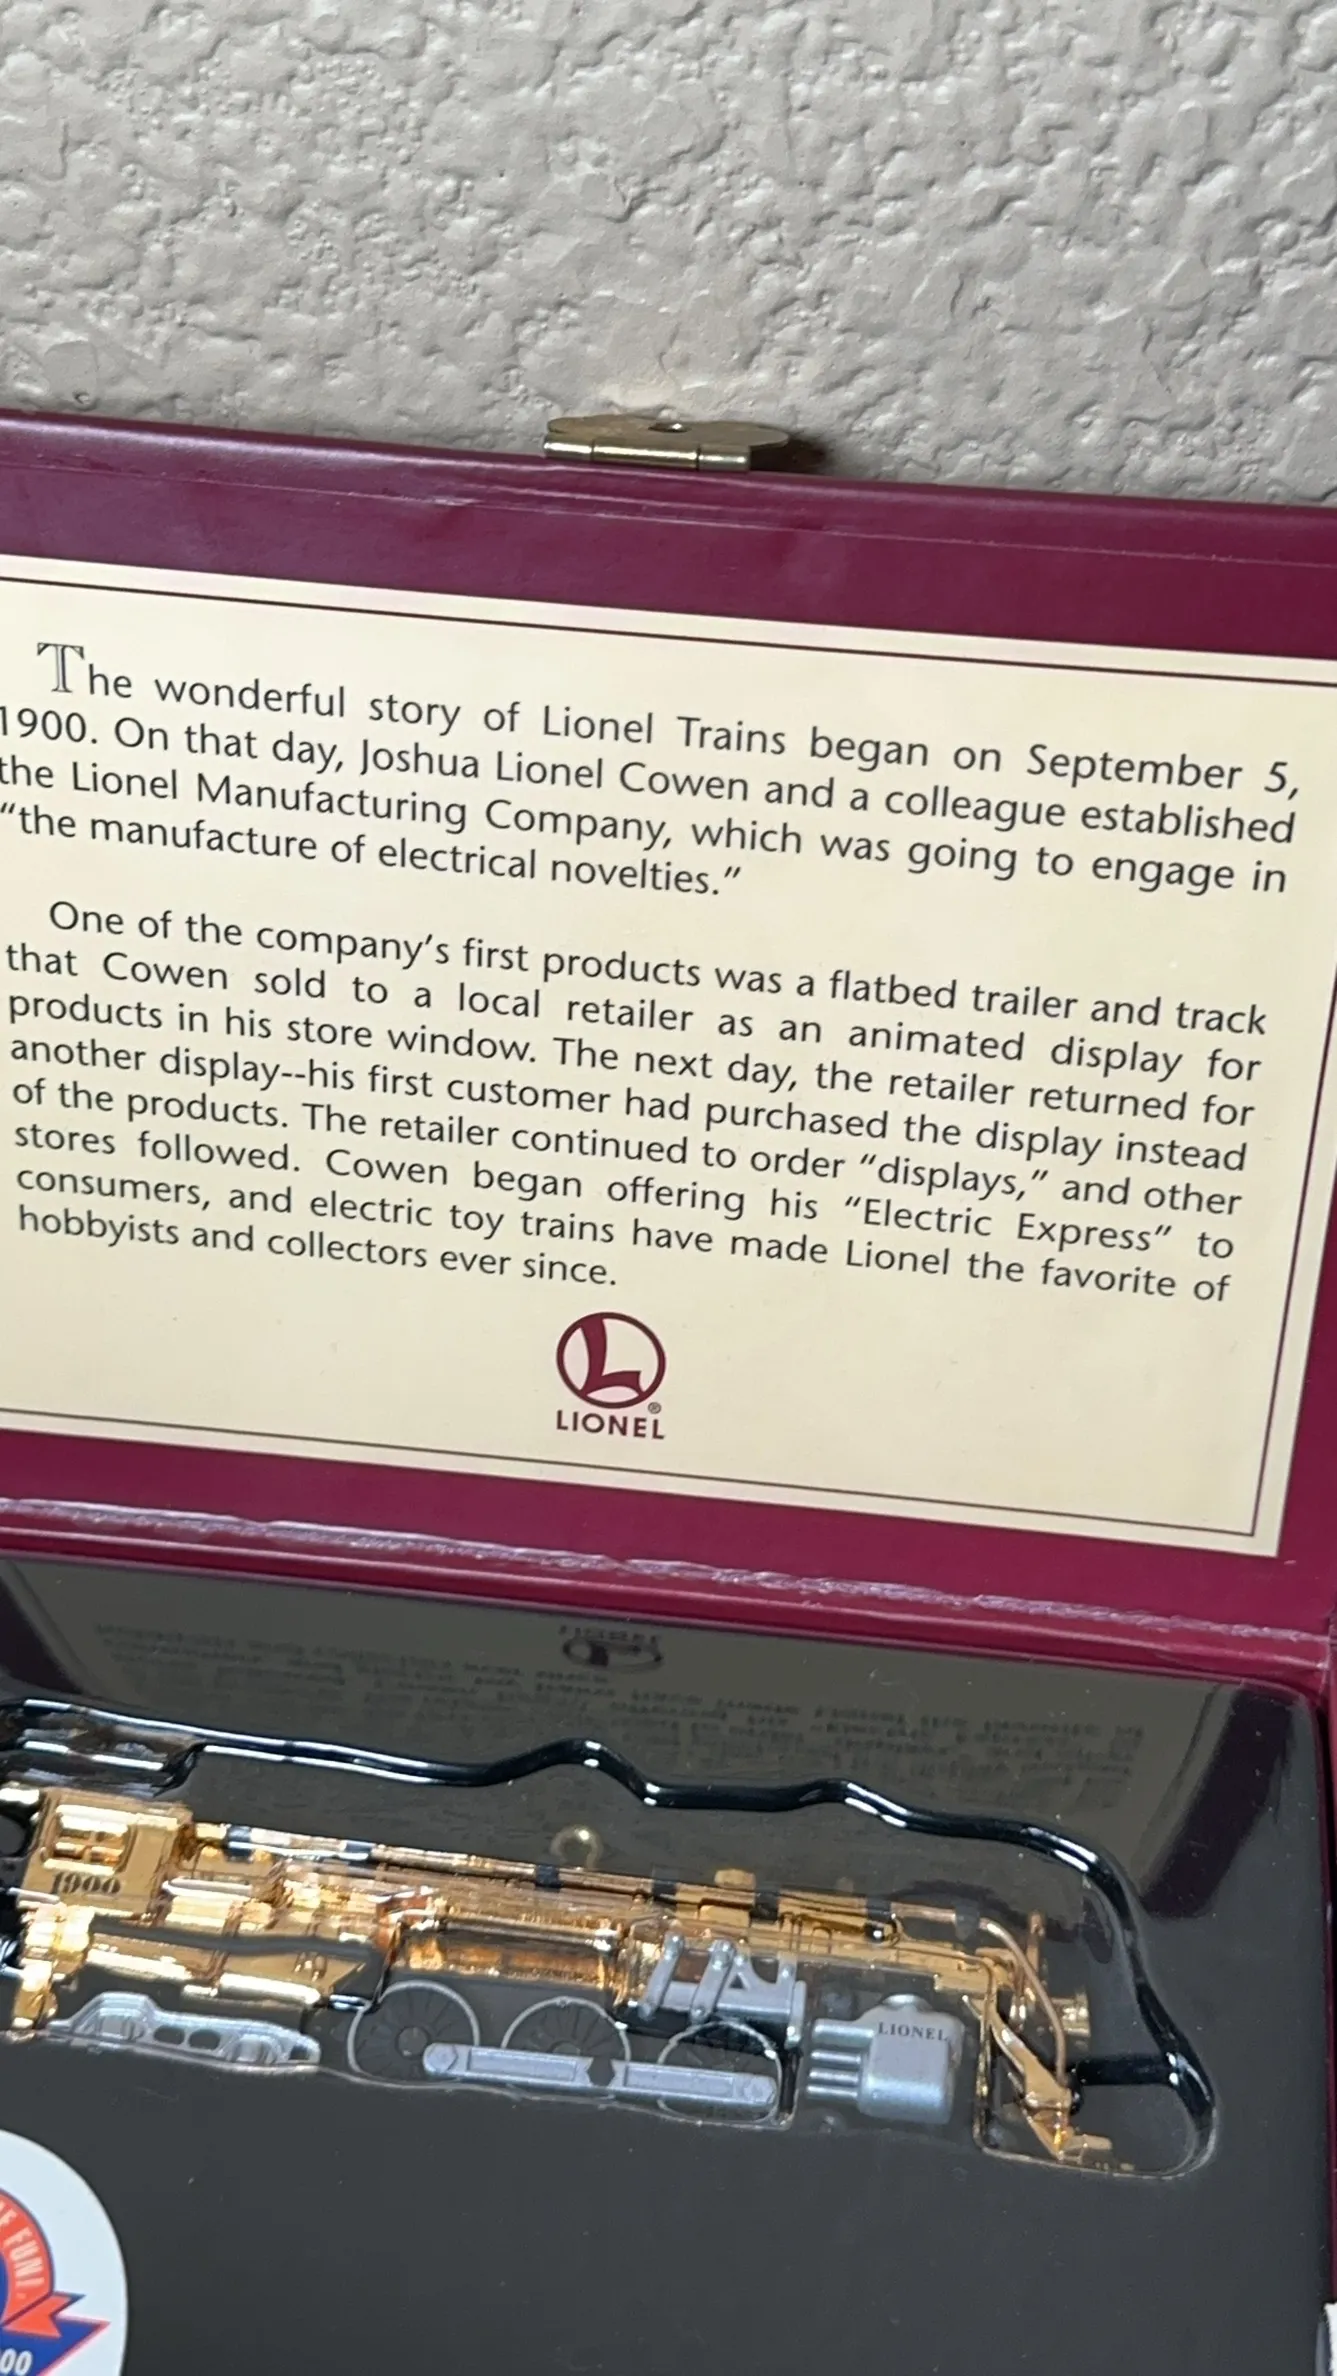 The wonderful story of Lionel Trains began on September 5,
1900. On that day, Joshua Lionel Cowen and a colleague established
the Lionel Manufacturing Company, which was going to engage in
“the manufacture of electrical novelties.”
One of the company’s first products was a flatbed trailer and track
that Cowen sold to a local retailer as an animated display for
products in his store window. The next day, the retailer returned for
another display--his first customer had purchased the display instead
of the products. The retailer continued to order “displays,” and other
stores followed. Cowen began offering his “Electric Express” to
consumers, and electric toy trains have made Lionel the favorite of
hobbyists and collectors ever since.
L
®
LIONEL
1900
LIONEL
FUN!
00